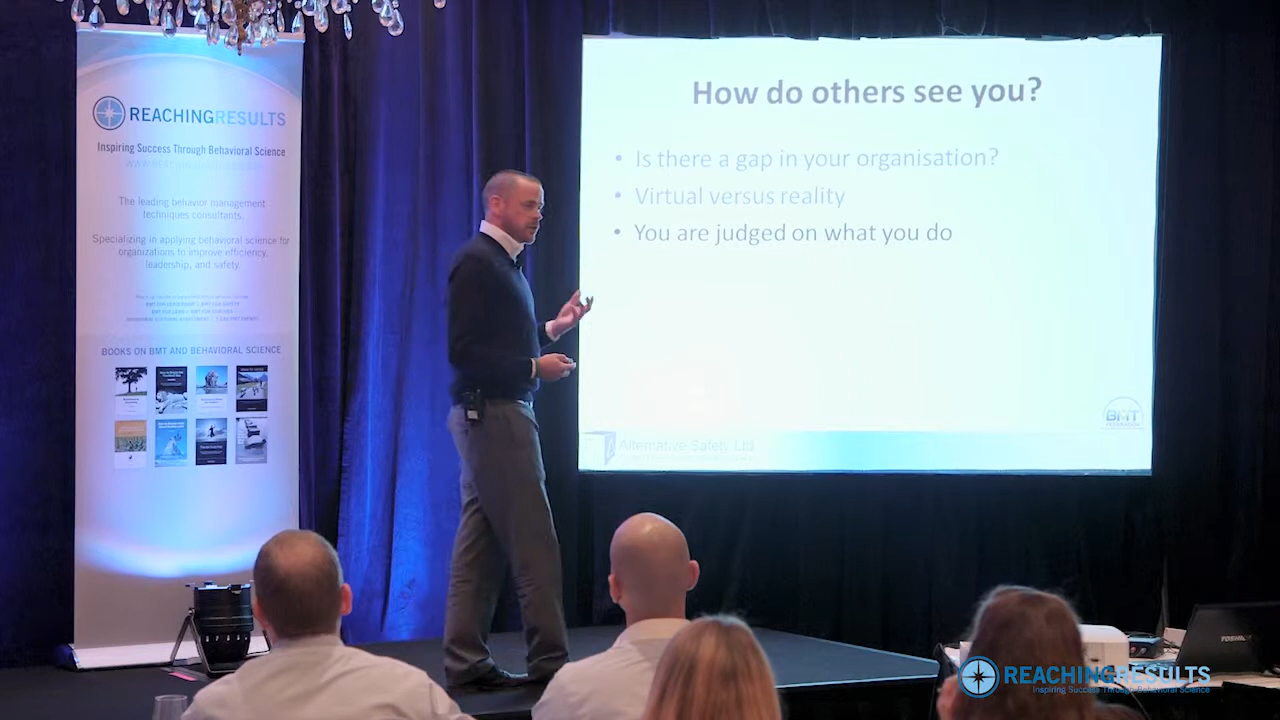 REACHINGRESULTS
Inspiring Success Through Behavioral Science
The leading behavior management
techniques consultants.
Specializing in applying behavioral science for
organizations to improve efficiency,
leadership, and safety.
BOOKS ON BMT AND BEHAVIORAL SCIENCE
How do others see you?
• Is there a gap in your organisation?
• Virtual versus reality
• You are judged on what you do
Alternative Safety Ltd
BMT
FEDERATION
REACHINGRESULTS
Inspiring Success Through Behavioral Science